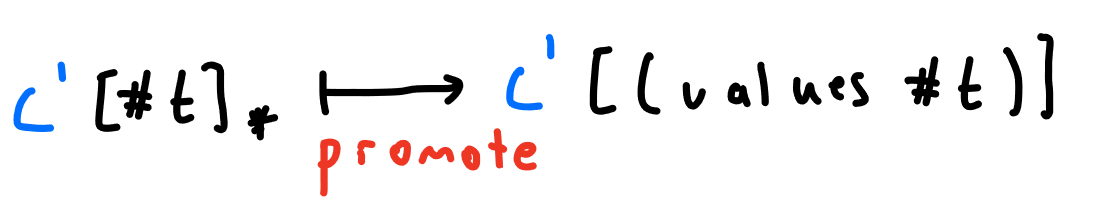 C' [#t]* ⟼ C' [(values #t)]
promote